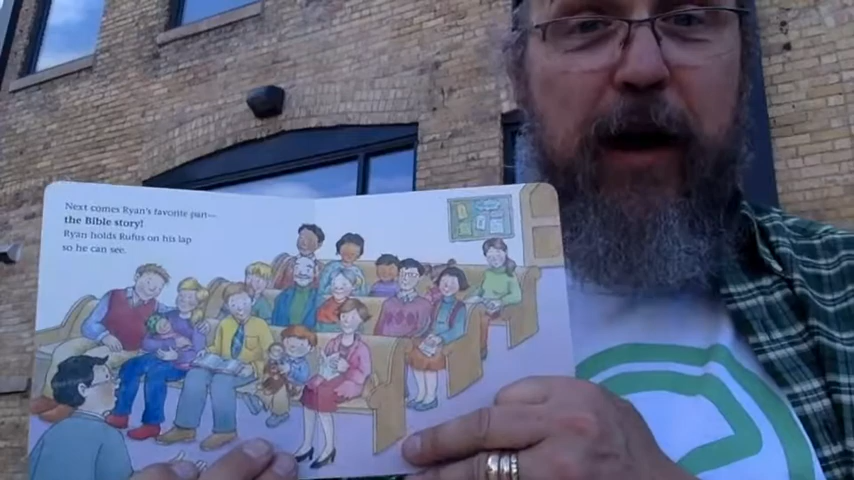 Next comes Ryan's favorite part—
the Bible story!
Ryan holds Rufus on his lap
so he can see.